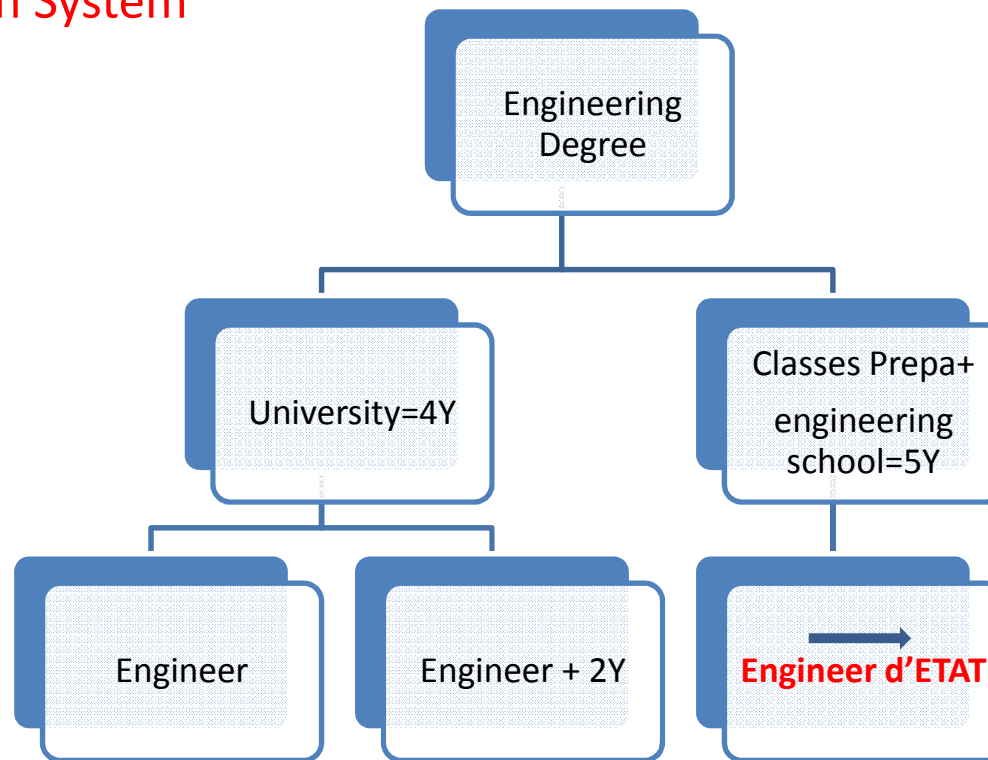 System
Engineering
Degree
University=4Y
Classes Prepa+
engineering
school=5Y
Engineer
Engineer + 2Y
Engineer d’ETAT